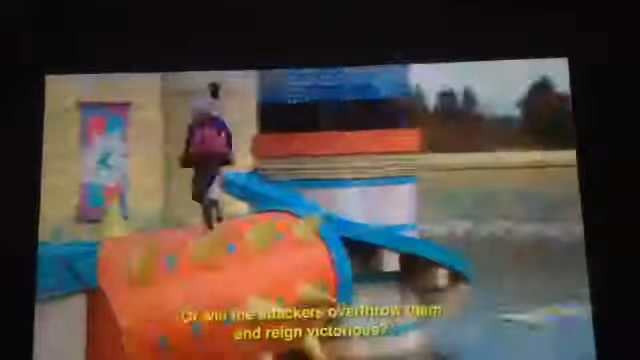 Or will the attackers overthrow them
and reign victorious?